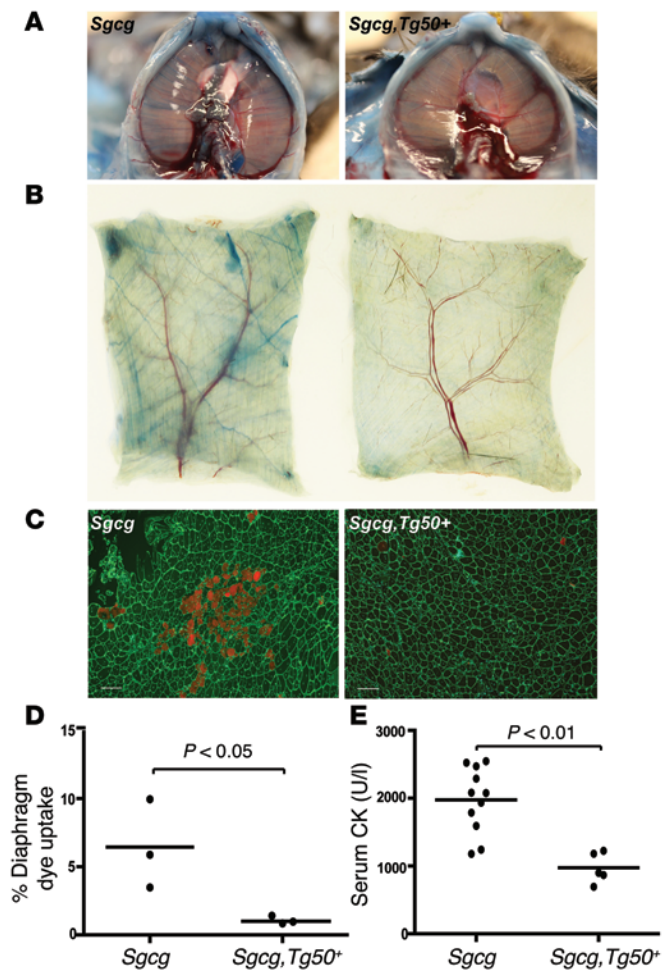 A
Sgcg
Sgcg,Tg50+
B
C
Sgcg
Sgcg,Tg50+
D
% Diaphragm
dye uptake
15
10
5
0
P < 0.05
Sgcg
Sgcg,Tg50+
E
Serum CK (U/l)
3000
2000
1000
0
P < 0.01
Sgcg
Sgcg,Tg50+